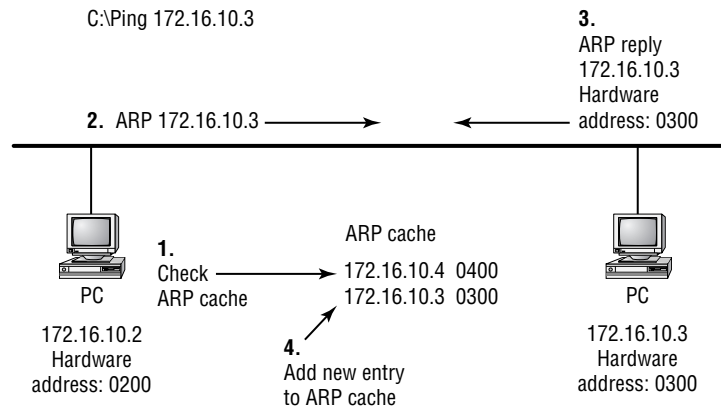 C:\Ping 172.16.10.3
3.
ARP reply
172.16.10.3
Hardware
address: 0300
2. ARP 172.16.10.3
1.
Check
ARP cache
ARP cache
172.16.10.4 0400
172.16.10.3 0300
4.
Add new entry
to ARP cache
PC
172.16.10.2
Hardware
address: 0200
PC
172.16.10.3
Hardware
address: 0300